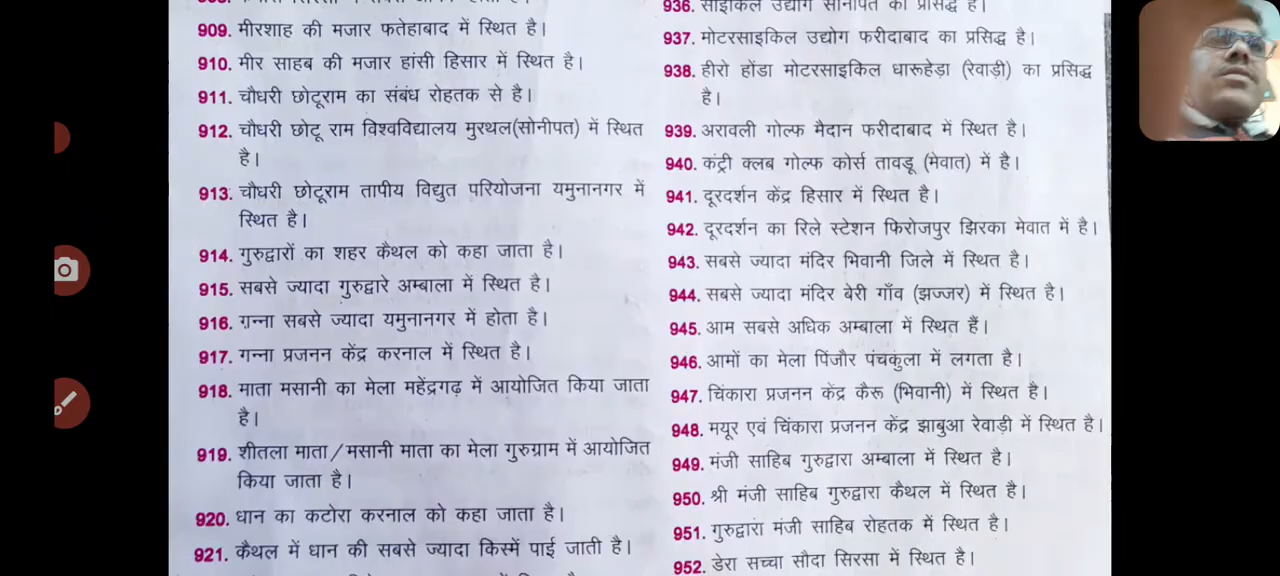 909. मीरशाह की मजार फतेहाबाद में स्थित है।
910. मीर साहब की मजार हांसी हिसार में स्थित है।
911. चौधरी छोटूराम का संबंध रोहतक से है।
912. चौधरी छोटू राम विश्वविद्यालय मुरथल(सोनीपत) में स्थित
है।
913. चौधरी छोटूराम तापीय विद्युत परियोजना यमुनानगर में
स्थित है।
914. गुरुद्वारों का शहर कैथल को कहा जाता है।
915. सबसे ज्यादा गुरुद्वारे अम्बाला में स्थित है।
916. गन्ना सबसे ज्यादा यमुनानगर में होता है।
917. गन्ना प्रजनन केंद्र करनाल में स्थित है।
918. माता मसानी का मेला महेंद्रगढ़ में आयोजित किया जाता
है।
919. शीतला माता/मसानी माता का मेला गुरुग्राम में आयोजित
किया जाता है।
920. धान का कटोरा करनाल को कहा जाता है।
921. कैथल में धान की सबसे ज्यादा किस्में पाई जाती है।
936. साइकिल उद्योग सोनीपत का प्रसिद्ध है।
937. मोटरसाइकिल उद्योग फरीदाबाद का प्रसिद्ध है।
938. हीरो होंडा मोटरसाइकिल धारूहेड़ा (रेवाड़ी) का प्रसिद्ध
है।
939. अरावली गोल्फ मैदान फरीदाबाद में स्थित है।
940. कंट्री क्लब गोल्फ कोर्स तावडू (मेवात) में है।
941. दूरदर्शन केंद्र हिसार में स्थित है।
942. दूरदर्शन का रिले स्टेशन फिरोजपुर झिरका मेवात में है।
943. सबसे ज्यादा मंदिर भिवानी जिले में स्थित है।
944. सबसे ज्यादा मंदिर बेरी गाँव (झज्जर) में स्थित है।
945. आम सबसे अधिक अम्बाला में स्थित हैं।
946. आमों का मेला पिंजौर पंचकुला में लगता है।
947. चिंकारा प्रजनन केंद्र कैरू (भिवानी) में स्थित है।
948. मयूर एवं चिंकारा प्रजनन केंद्र झाबुआ रेवाड़ी में स्थित है।
949. मंजी साहिब गुरुद्वारा अम्बाला में स्थित है।
950. श्री मंजी साहिब गुरुद्वारा कैथल में स्थित है।
951. गुरुद्वारा मंजी साहिब रोहतक में स्थित है।
952. डेरा सच्चा सौदा सिरसा में स्थित है।